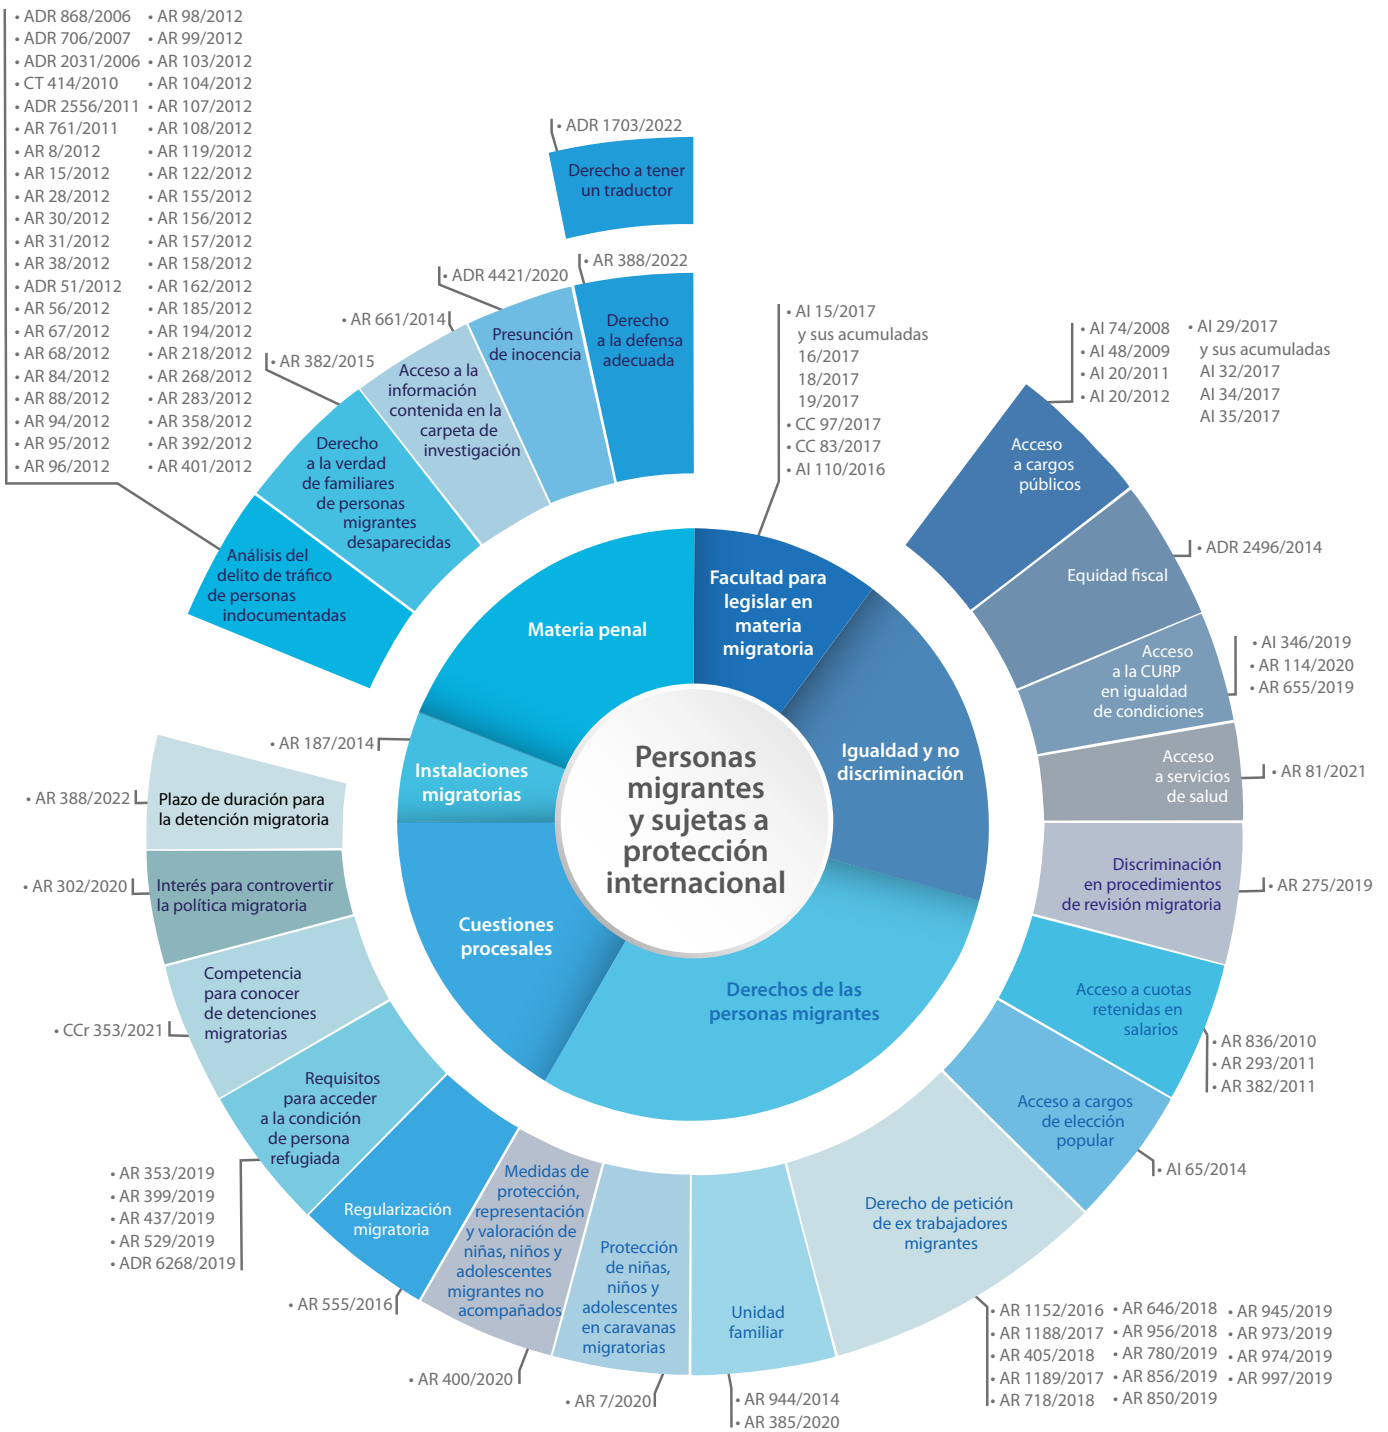 • ADR 868/2006
• ADR 706/2007
• ADR 2031/2006
• CT 414/2010
• ADR 2556/2011
• AR 761/2011
• AR 8/2012
• AR 15/2012
• AR 28/2012
• AR 30/2012
• AR 31/2012
• AR 38/2012
• ADR 51/2012
• AR 56/2012
• AR 67/2012
• AR 68/2012
• AR 84/2012
• AR 88/2012
• AR 94/2012
• AR 95/2012
• AR 96/2012
• AR 98/2012
• AR 99/2012
• AR 103/2012
• AR 104/2012
• AR 107/2012
• AR 108/2012
• AR 119/2012
• AR 122/2012
• AR 155/2012
• AR 156/2012
• AR 157/2012
• AR 158/2012
• AR 162/2012
• AR 185/2012
• AR 194/2012
• AR 218/2012
• AR 268/2012
• AR 283/2012
• AR 358/2012
• AR 392/2012
• AR 401/2012
Análisis del
delito de tráfico
de personas
indocumentadas
• AR 382/2015
Derecho
a la verdad
de familiares
de personas
migrantes
desaparecidas
• AR 661/2014
Acceso a la
información
contenida en la
carpeta de
investigación
• ADR 4421/2020
Presunción
de inocencia
• AR 388/2022
Derecho
a la defensa
adecuada
• ADR 1703/2022
Derecho a tener
un traductor
• AI 15/2017
y sus acumuladas
16/2017
18/2017
19/2017
• CC 97/2017
• CC 83/2017
• AI 110/2016
• AI 74/2008
• AI 48/2009
• AI 20/2011
• AI 20/2012
• AI 29/2017
y sus acumuladas
AI 32/2017
AI 34/2017
AI 35/2017
Acceso
a cargos
públicos
• ADR 2496/2014
Equidad fiscal
• AI 346/2019
• AR 114/2020
• AR 655/2019
Acceso
a la CURP
en igualdad
de condiciones
• AR 81/2021
Acceso
a servicios
de salud
• AR 275/2019
Discriminación
en procedimientos
de revisión migratoria
Materia penal
Facultad para
legislar en
materia
migratoria
Igualdad y no
discriminación
Derechos de las
personas migrantes
Cuestiones
procesales
Instalaciones
migratorias
• AR 187/2014
Personas
migrantes
y sujetas a
protección
internacional
Acceso a cuotas
retenidas en
salarios
• AR 836/2010
• AR 293/2011
• AR 382/2011
Acceso a cargos
de elección
popular
• AI 65/2014
Derecho de petición
de ex trabajadores
migrantes
• AR 1152/2016
• AR 1188/2017
• AR 405/2018
• AR 1189/2017
• AR 718/2018
• AR 646/2018
• AR 956/2018
• AR 780/2019
• AR 856/2019
• AR 850/2019
• AR 945/2019
• AR 973/2019
• AR 974/2019
• AR 997/2019
Unidad
familiar
• AR 944/2014
• AR 385/2020
Protección
de niñas,
niños y
adolescentes
en caravanas
migratorias
• AR 7/2020
Medidas de
protección,
representación
y valoración de
niñas, niños y
adolescentes
migrantes no
acompañados
• AR 400/2020
Regularización
migratoria
• AR 555/2016
Requisitos
para acceder
a la condición
de persona
refugiada
• AR 353/2019
• AR 399/2019
• AR 437/2019
• AR 529/2019
• ADR 6268/2019
Competencia
para conocer
de detenciones
migratorias
• CCr 353/2021
Interés para controvertir
la política migratoria
• AR 302/2020
Plazo de duración para
la detención migratoria
• AR 388/2022